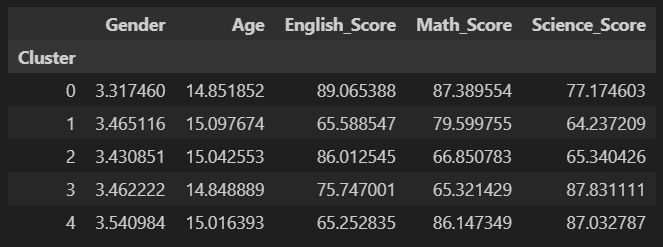 Gender Age English_Score Math_Score Science_Score
Cluster
0 3.317460 14.851852 89.065388 87.389554 77.174603
1 3.465116 15.097674 65.588547 79.599755 64.237209
2 3.430851 15.042553 86.012545 66.850783 65.340426
3 3.462222 14.848889 75.747001 65.321429 87.831111
4 3.540984 15.016393 65.252835 86.147349 87.032787